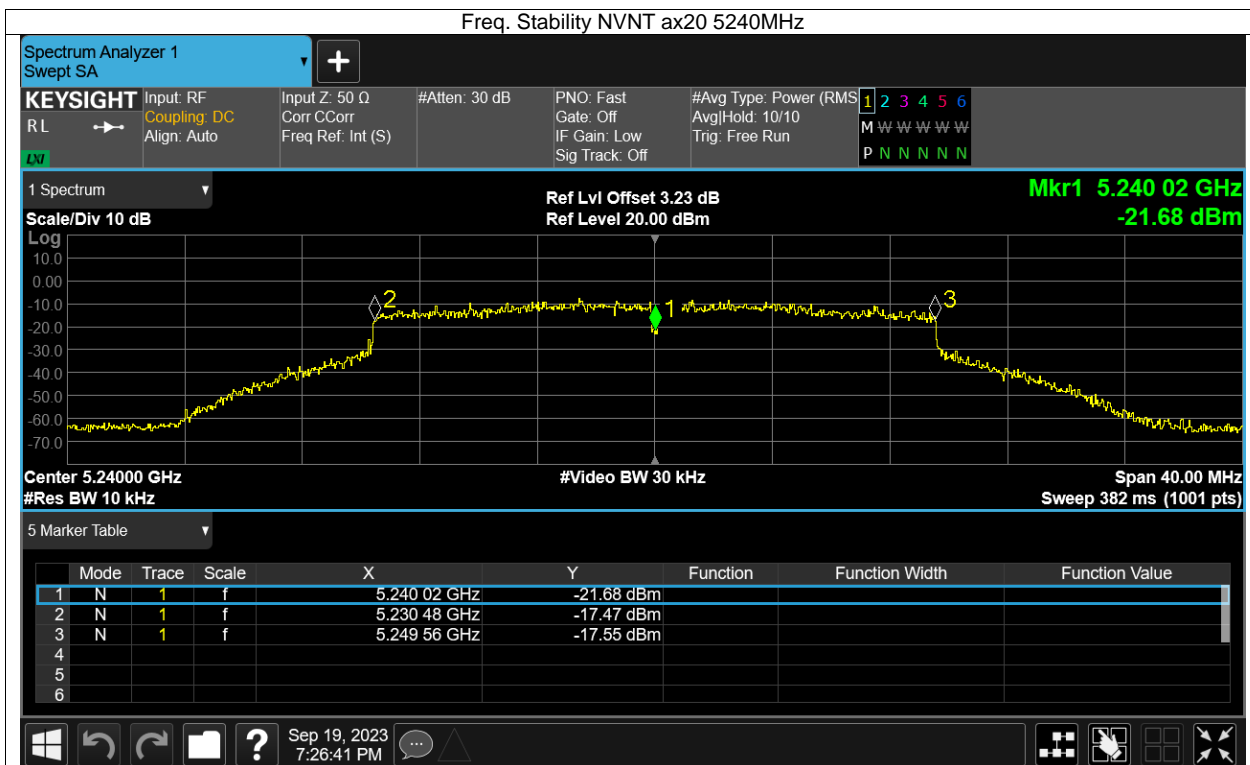 Freq. Stability NVNT ax20 5240MHz
Spectrum Analyzer 1
Swept SA
KEYSIGHT Input: RF Input Z: 50 Ω #Atten: 30 dB PNO: Fast #Avg Type: Power (RMS 1 2 3 4 5 6
RL Coupling: DC Corr CCorr Gate: Off Avg|Hold: 10/10 M W W W W W
Align: Auto Freq Ref: Int (S) IF Gain: Low Trig: Free Run
LXI Sig Track: Off P N N N N N
1 Spectrum Ref Lvl Offset 3.23 dB Mkr1 5.240 02 GHz
Scale/Div 10 dB Ref Level 20.00 dBm -21.68 dBm
Log
10.0
0.00
-10.0 2 1 3
-20.0
-30.0
-40.0
-50.0
-60.0
-70.0
Center 5.24000 GHz #Video BW 30 kHz Span 40.00 MHz
#Res BW 10 kHz Sweep 382 ms (1001 pts)
5 Marker Table
Mode Trace Scale X Y Function Function Width Function Value
1 N 1 f 5.240 02 GHz -21.68 dBm
2 N 1 f 5.230 48 GHz -17.47 dBm
3 N 1 f 5.249 56 GHz -17.55 dBm
4
5
6
? Sep 19, 2023
7:26:41 PM